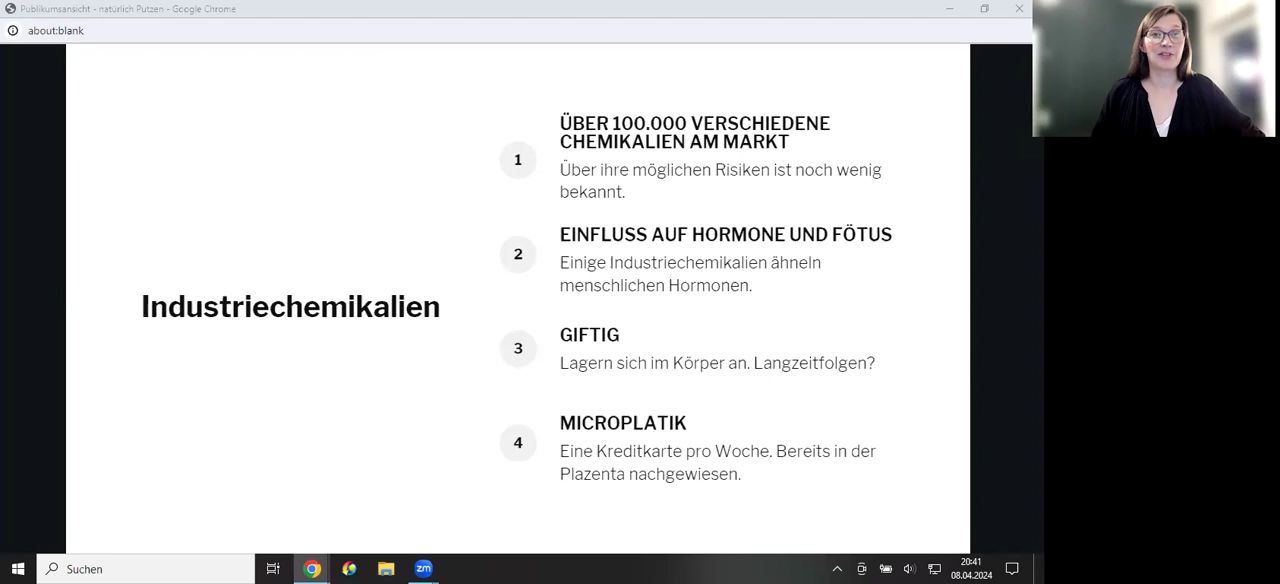 Publikumsansicht - natürlich Putzen - Google Chrome
about:blank
Industriechemikalien
1
ÜBER 100.000 VERSCHIEDENE
CHEMIKALIEN AM MARKT
Über ihre möglichen Risiken ist noch wenig
bekannt.
2
EINFLUSS AUF HORMONE UND FÖTUS
Einige Industriechemikalien ähneln
menschlichen Hormonen.
3
GIFTIG
Lagern sich im Körper an. Langzeitfolgen?
4
MICROPLATIK
Eine Kreditkarte pro Woche. Bereits in der
Plazenta nachgewiesen.
Suchen
zm
20:41
08.04.2024